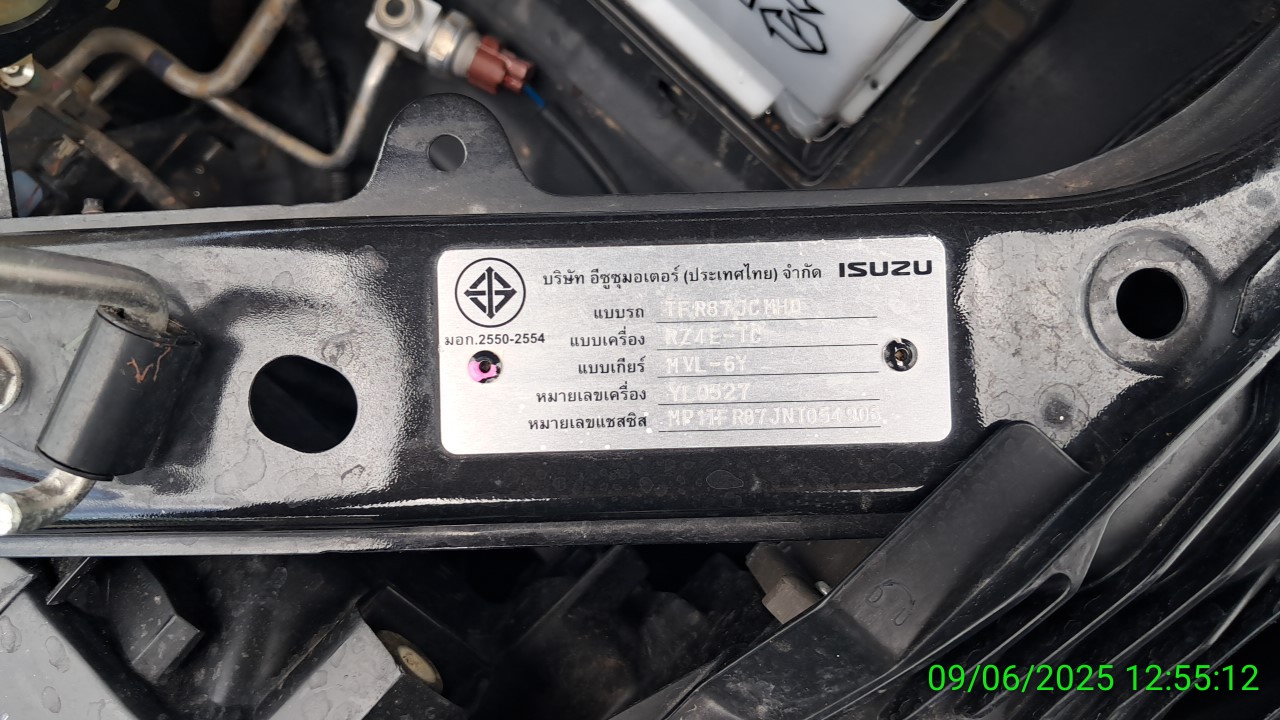 บริษัท อีซูซุมอเตอร์ (ประเทศไทย) จำกัด ISUZU
แบบรถ TFR87JCMHD
มอก.2550-2554
แบบเครื่อง RZ4E-TC
แบบเกียร์ MVL-6Y
หมายเลขเครื่อง YL0527
หมายเลขแชสซิส
09/06/2025 12:55:12